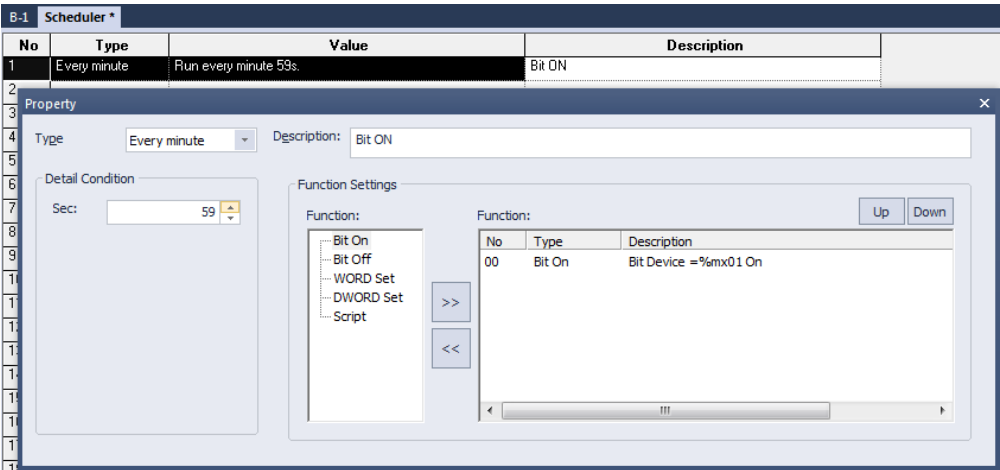 B-1 Scheduler *
No Type Value Description
1 Every minute Run every minute 59s. Bit ON
2
Property
3
4 Type Every minute Description: Bit ON
5
6 Detail Condition Function Settings
7 Sec: 59 Function: Function: Up Down
8 Bit On No Type Description
9 Bit Off 00 Bit On Bit Device =%mx01 On
WORD Set
DWORD Set >>
Script
<<